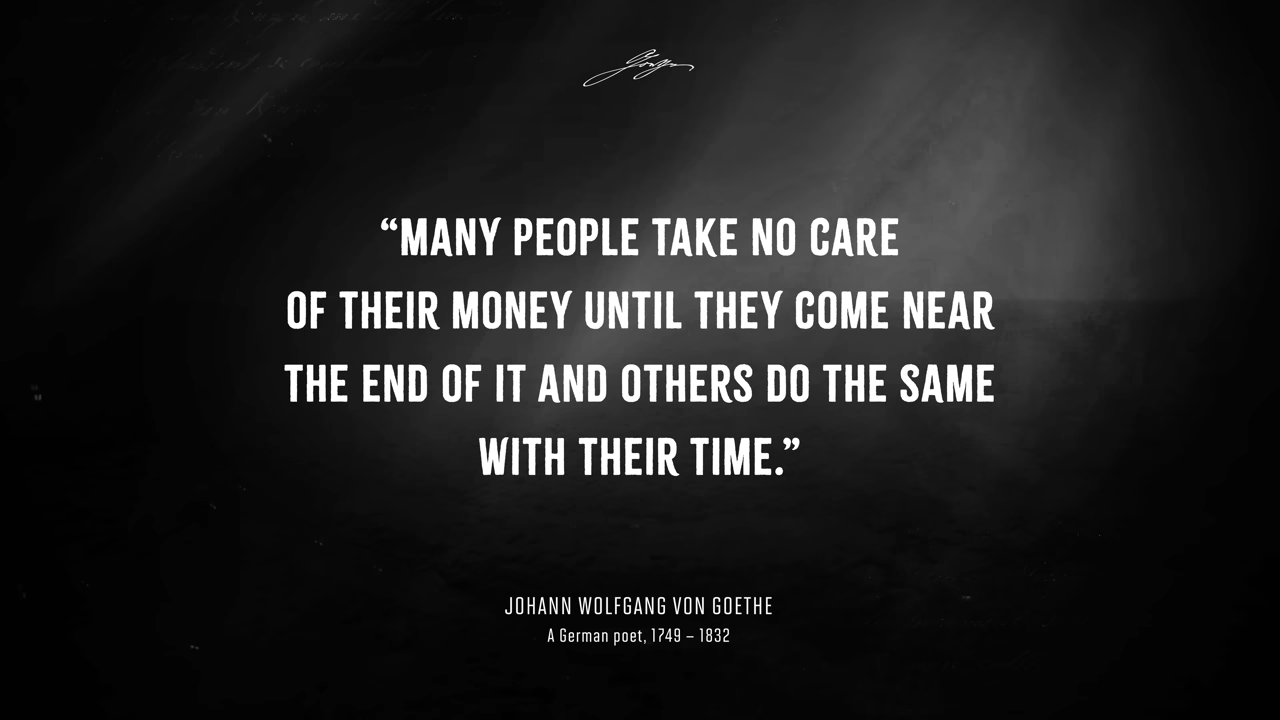 “MANY PEOPLE TAKE NO CARE
OF THEIR MONEY UNTIL THEY COME NEAR
THE END OF IT AND OTHERS DO THE SAME
WITH THEIR TIME.”
JOHANN WOLFGANG VON GOETHE
A German poet, 1749 – 1832